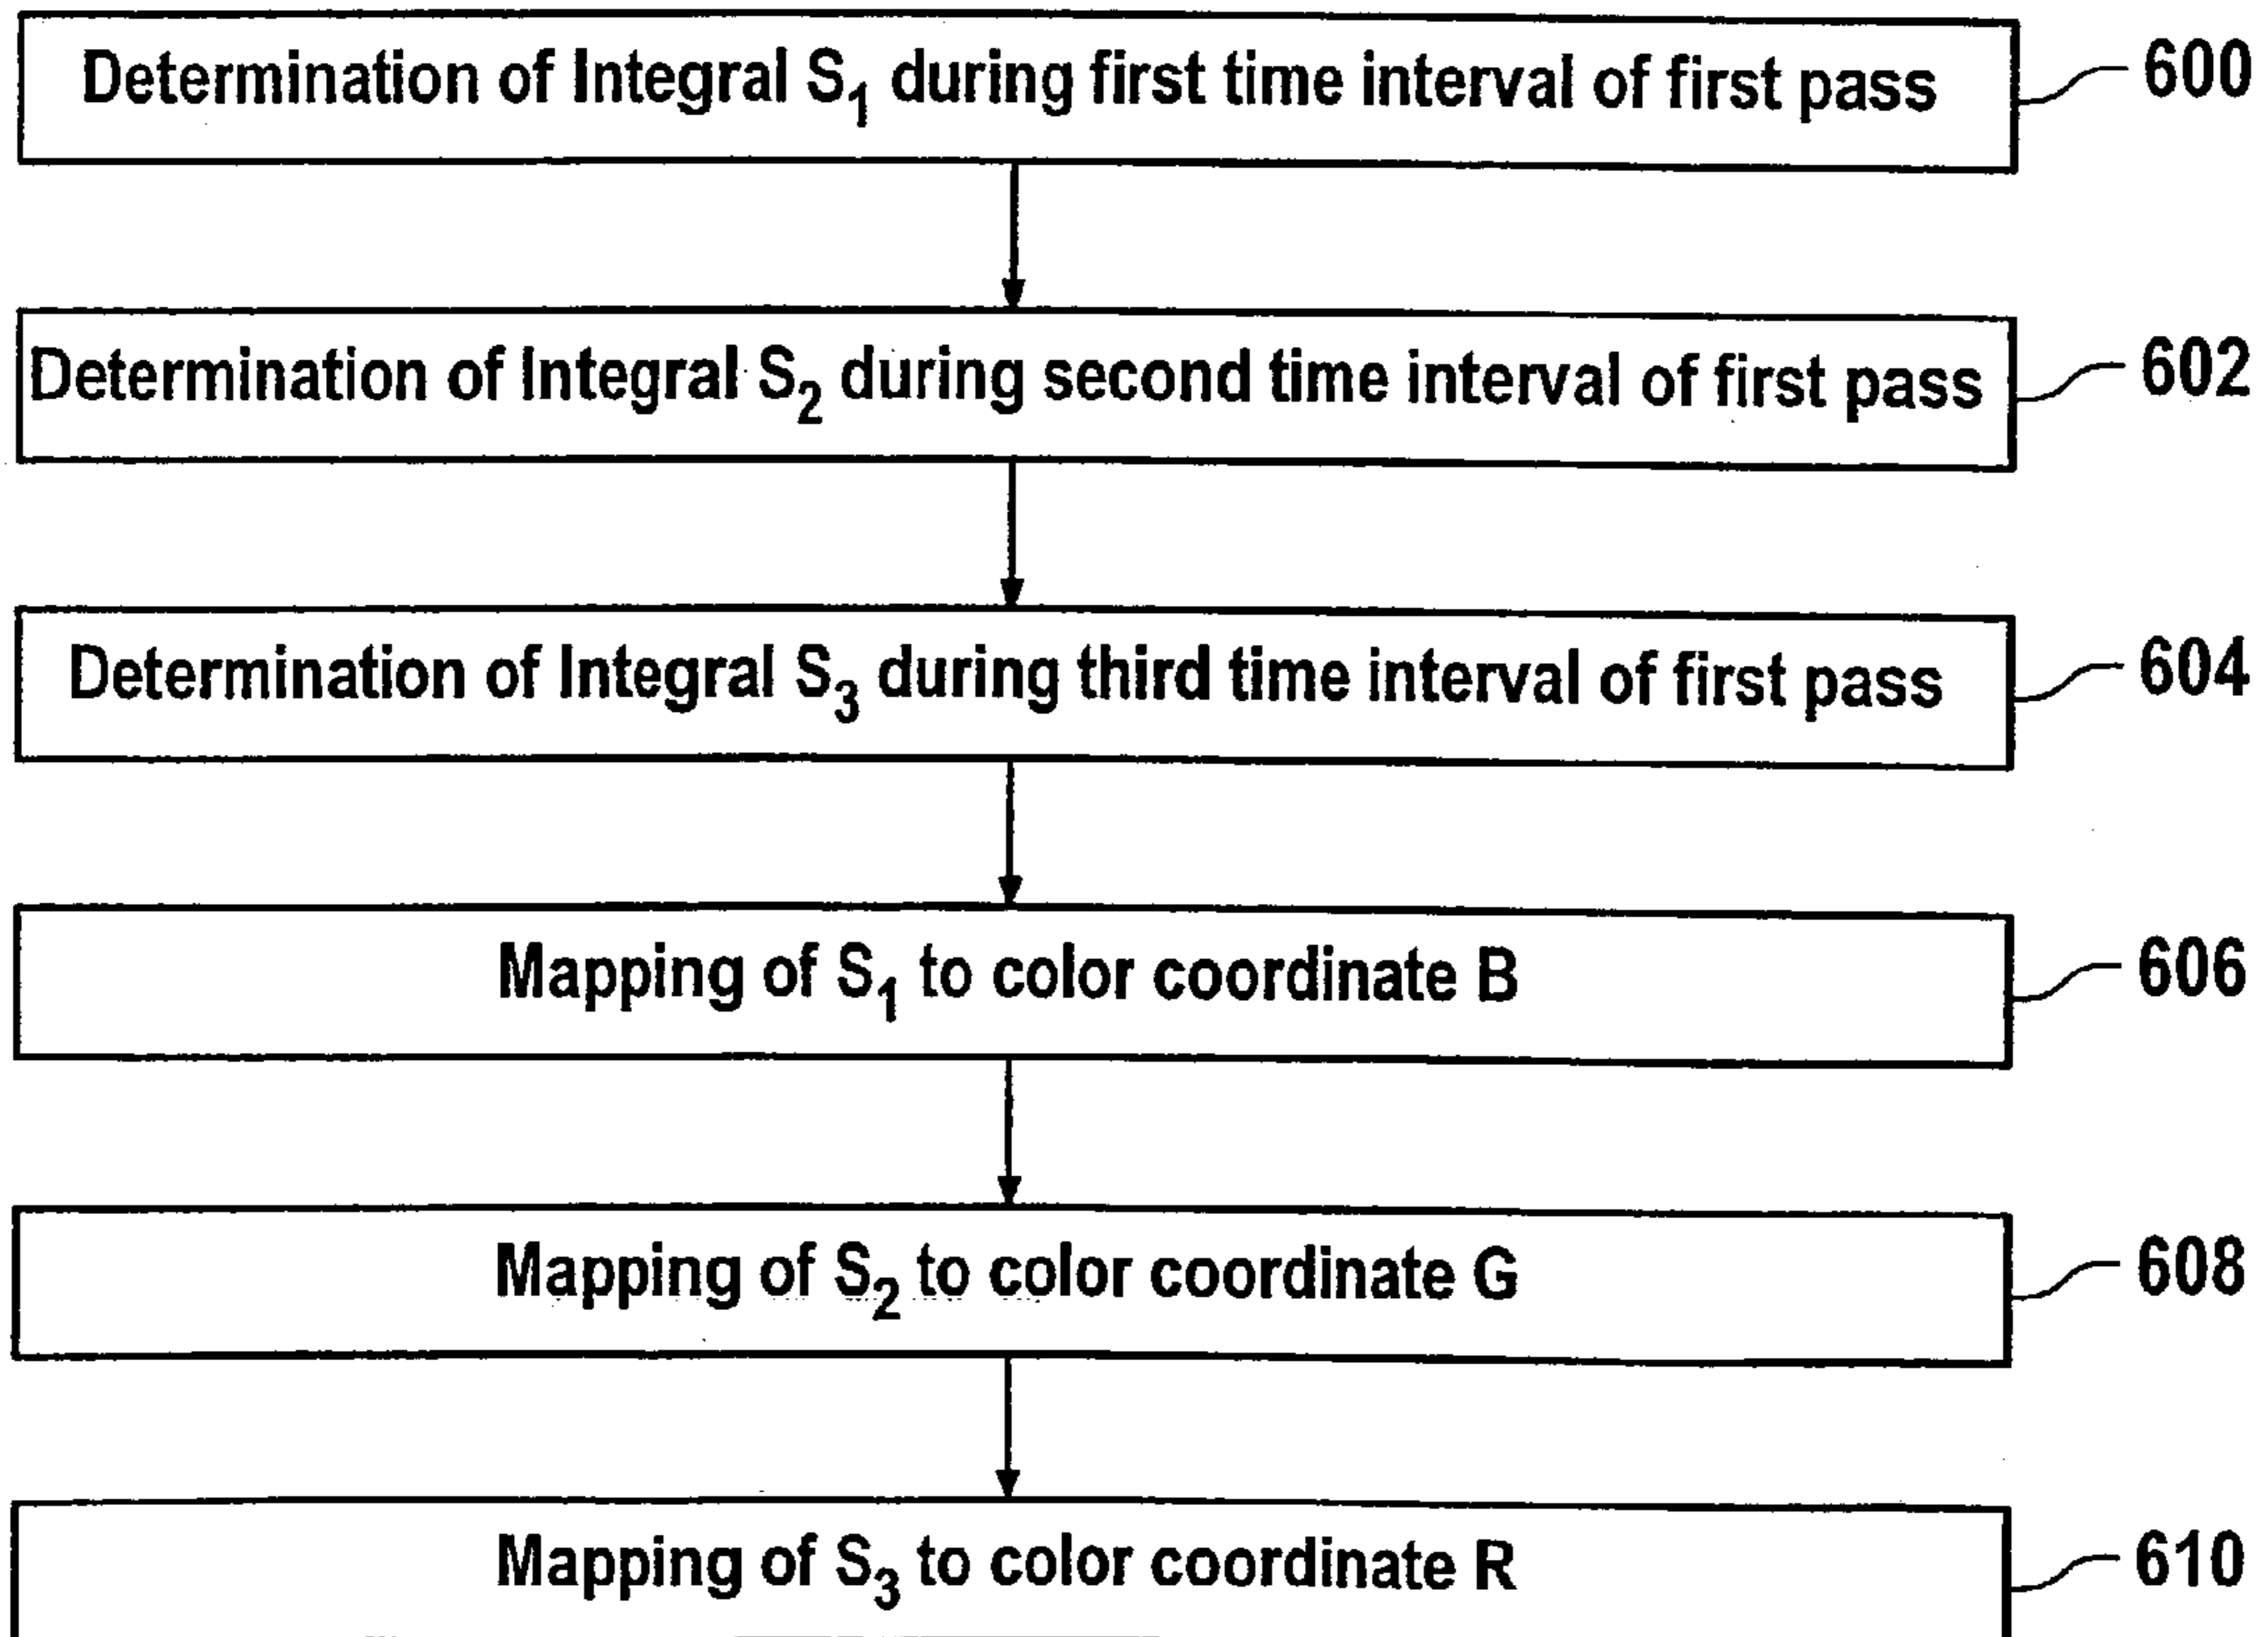 Determination of Integral S₁ during first time interval of first pass 600
Determination of Integral S₂ during second time interval of first pass 602
Determination of Integral S₃ during third time interval of first pass 604
Mapping of S₁ to color coordinate B 606
Mapping of S₂ to color coordinate G 608
Mapping of S₃ to color coordinate R 610